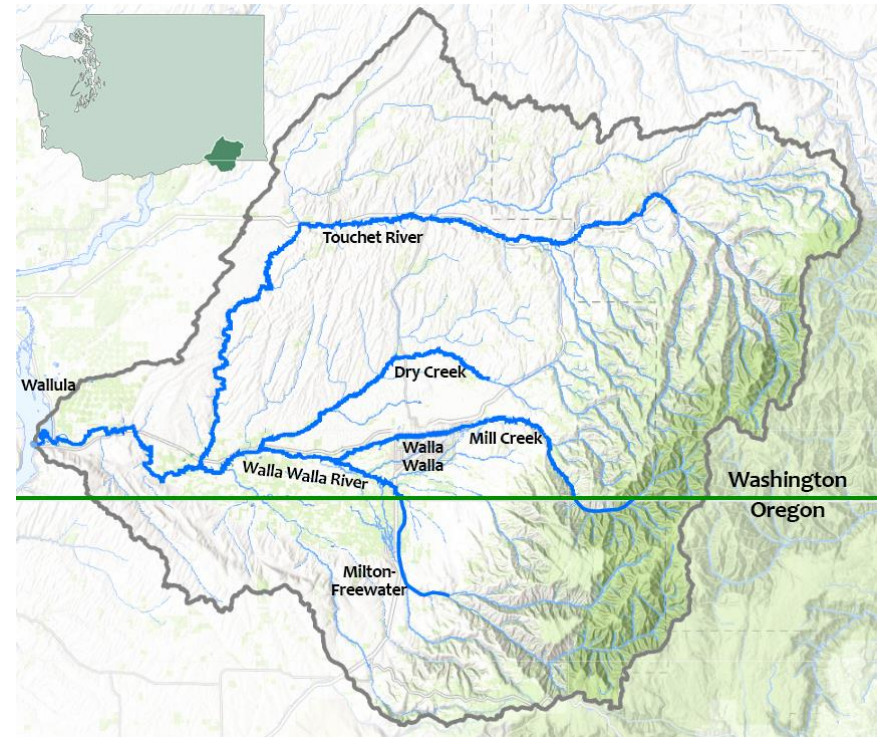 Touchet River
Dry Creek
Wallula
Mill Creek
Walla
Walla
Walla Walla River
Washington
Oregon
Milton-
Freewater